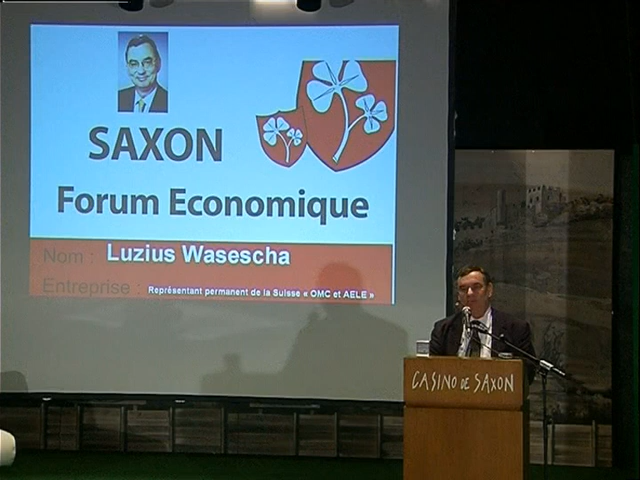 SAXON
Forum Economique
Nom : Luzius Wasescha
Entreprise : Représentant permanent de la Suisse « OMC et AELE »
CASINO DE SAXON